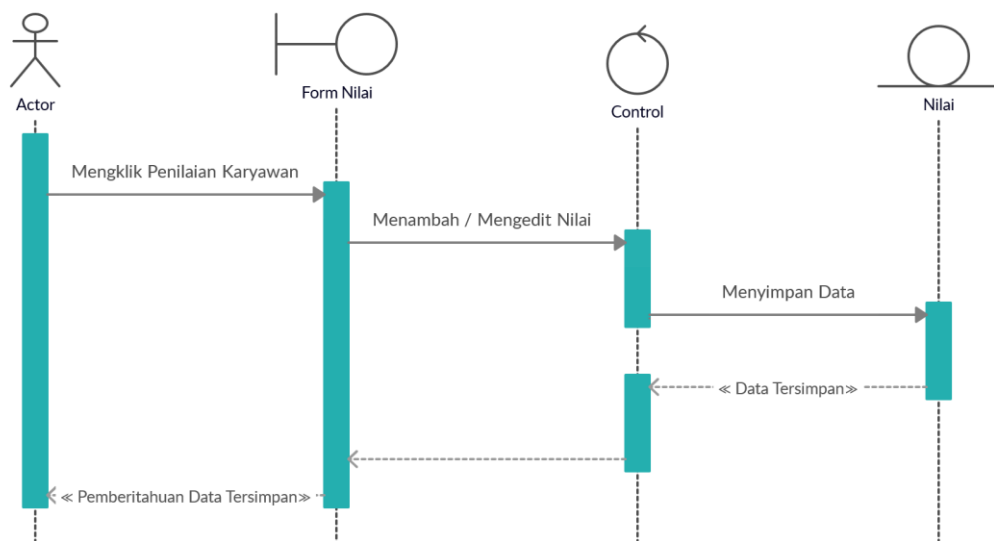 Actor
Form Nilai
Control
Nilai
Mengklik Penilaian Karyawan
Menambah / Mengedit Nilai
Menyimpan Data
≪ Data Tersimpan≫
≪ Pemberitahuan Data Tersimpan≫